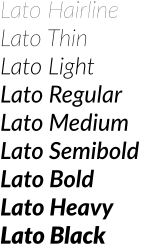 Lato Hairline
Lato Thin
Lato Light
Lato Regular
Lato Medium
Lato Semibold
Lato Bold
Lato Heavy
Lato Black